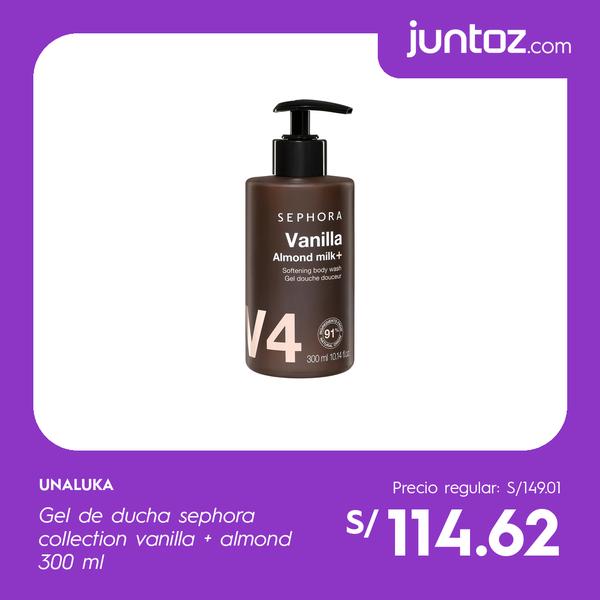 juntoz.com
SEPHORA
Vanilla
Almond milk+
Softening body wash
Gel douche douceur
V4
91%
300 ml 10.14 fl.oz
UNALUKA
Gel de ducha sephora
collection vanilla + almond
300 ml
Precio regular: S/149.01
S/ 114.62